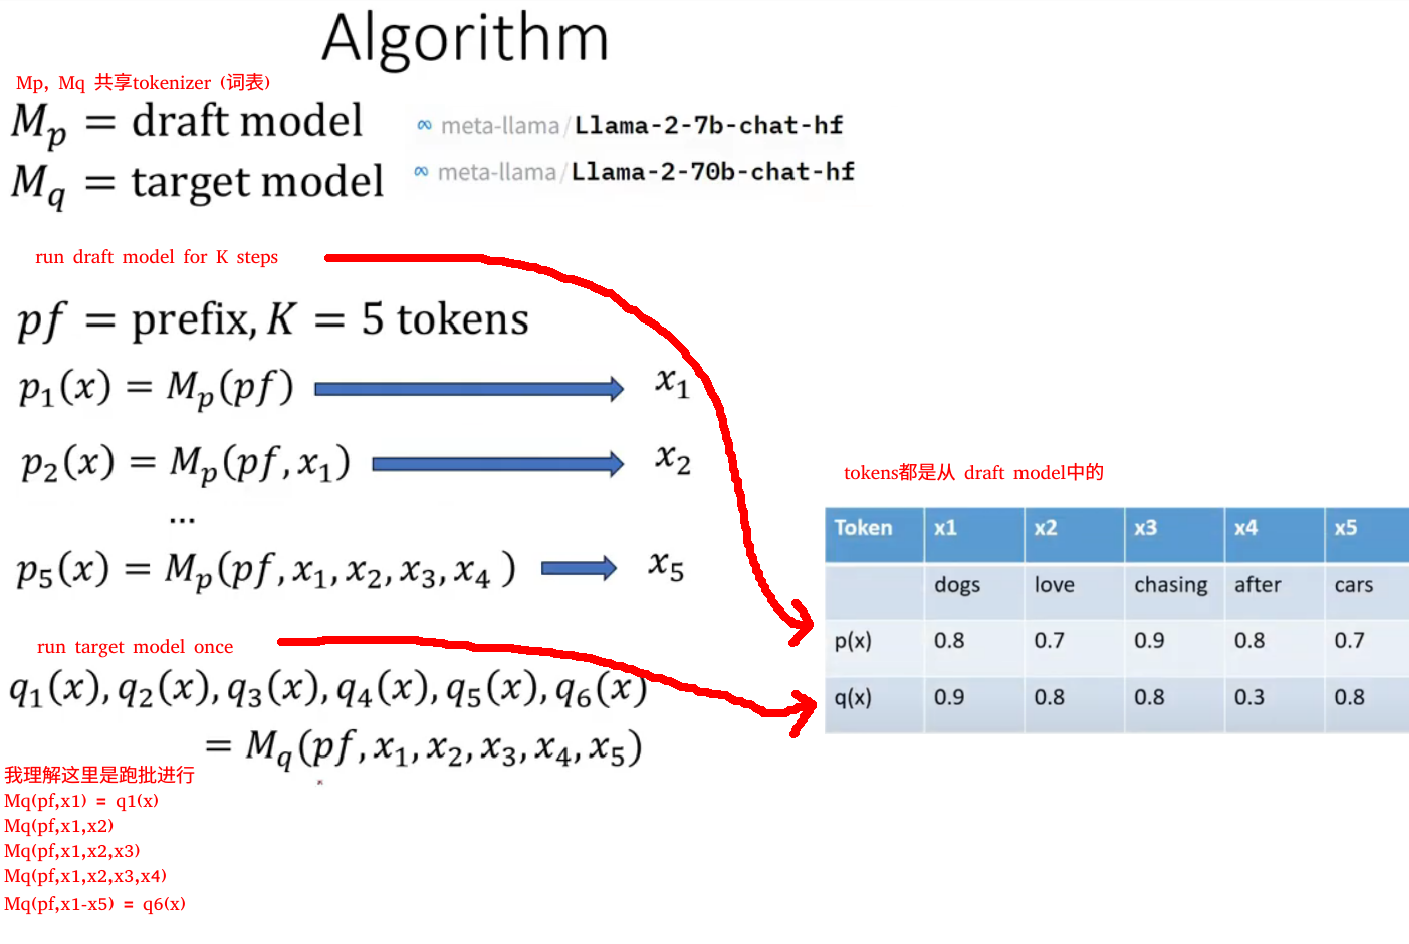 Algorithm
Mp, Mq 共享tokenizer (词表)
M_p = draft model
meta-llama/Llama-2-7b-chat-hf
M_q = target model
meta-llama/Llama-2-70b-chat-hf
run draft model for K steps
pf = prefix, K = 5 tokens
p_1(x) = M_p(pf) x_1
p_2(x) = M_p(pf, x_1) x_2
...
p_5(x) = M_p(pf, x_1, x_2, x_3, x_4 ) x_5
run target model once
q_1(x), q_2(x), q_3(x), q_4(x), q_5(x), q_6(x)
= M_q(pf, x_1, x_2, x_3, x_4, x_5)
我理解这里是跑批进行
Mq(pf,x1) = q1(x)
Mq(pf,x1,x2)
Mq(pf,x1,x2,x3)
Mq(pf,x1,x2,x3,x4)
Mq(pf,x1-x5) = q6(x)
tokens都是从 draft model中的
Token x1 x2 x3 x4 x5
dogs love chasing after cars
p(x) 0.8 0.7 0.9 0.8 0.7
q(x) 0.9 0.8 0.8 0.3 0.8